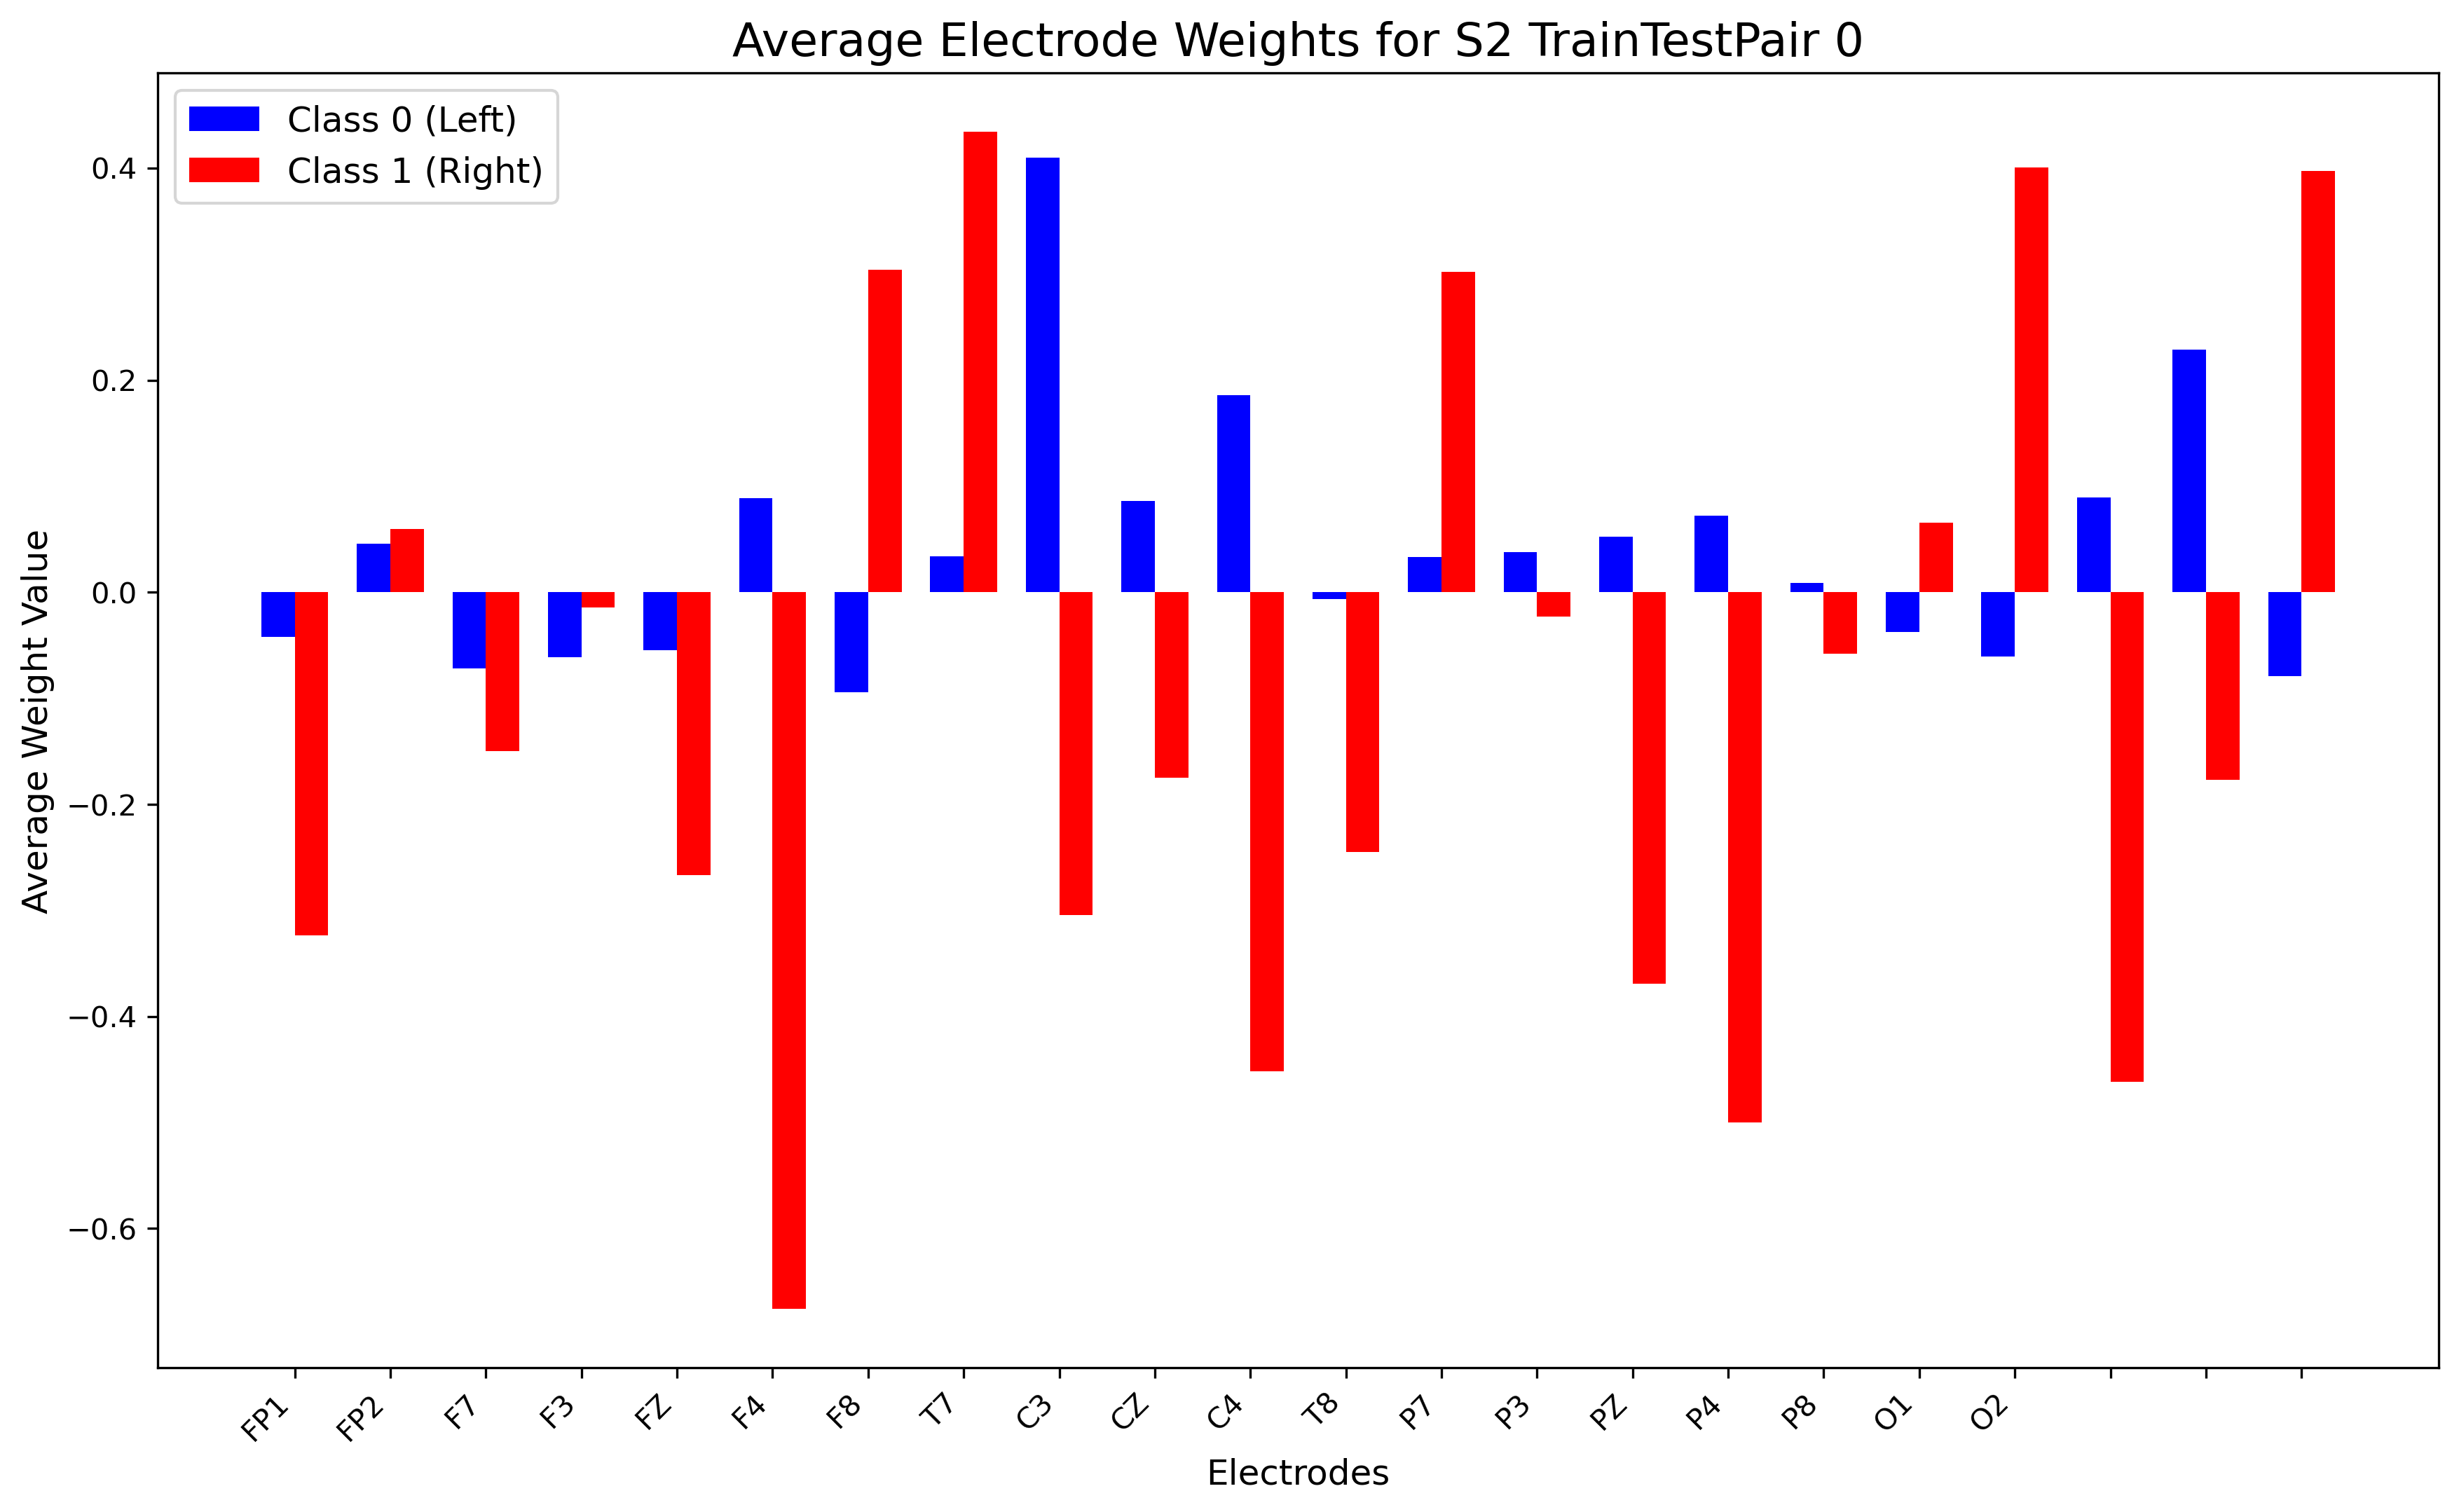 Average Electrode Weights for S2 TrainTestPair 0
Class 0 (Left)
Class 1 (Right)
0.4
0.2
0.0
−0.2
−0.4
−0.6
Average Weight Value
FP1 FP2 F7 F3 FZ F4 F8 T7 C3 CZ C4 T8 P7 P3 PZ P4 P8 O1 O2
Electrodes